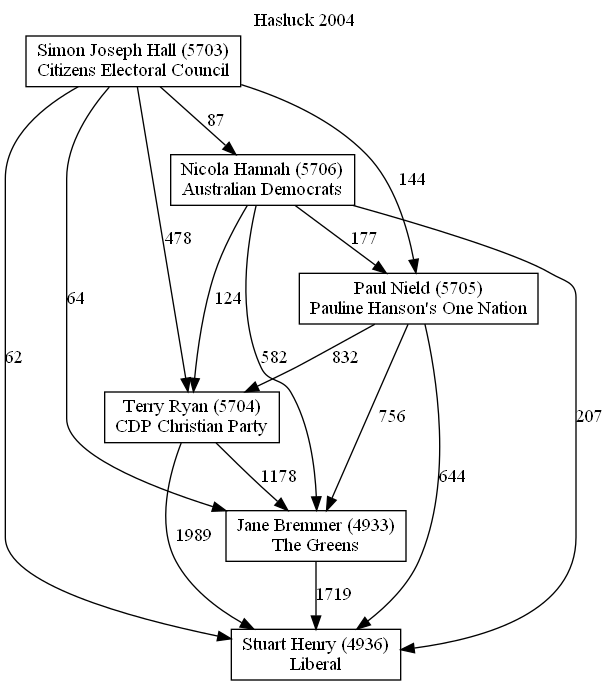 Hasluck 2004
Simon Joseph Hall (5703)
Citizens Electoral Council
87
Nicola Hannah (5706)
Australian Democrats
144
478
177
Paul Nield (5705)
Pauline Hanson's One Nation
64
124
62
582
832
Terry Ryan (5704)
CDP Christian Party
756
207
1178
644
Jane Bremmer (4933)
The Greens
1989
1719
Stuart Henry (4936)
Liberal